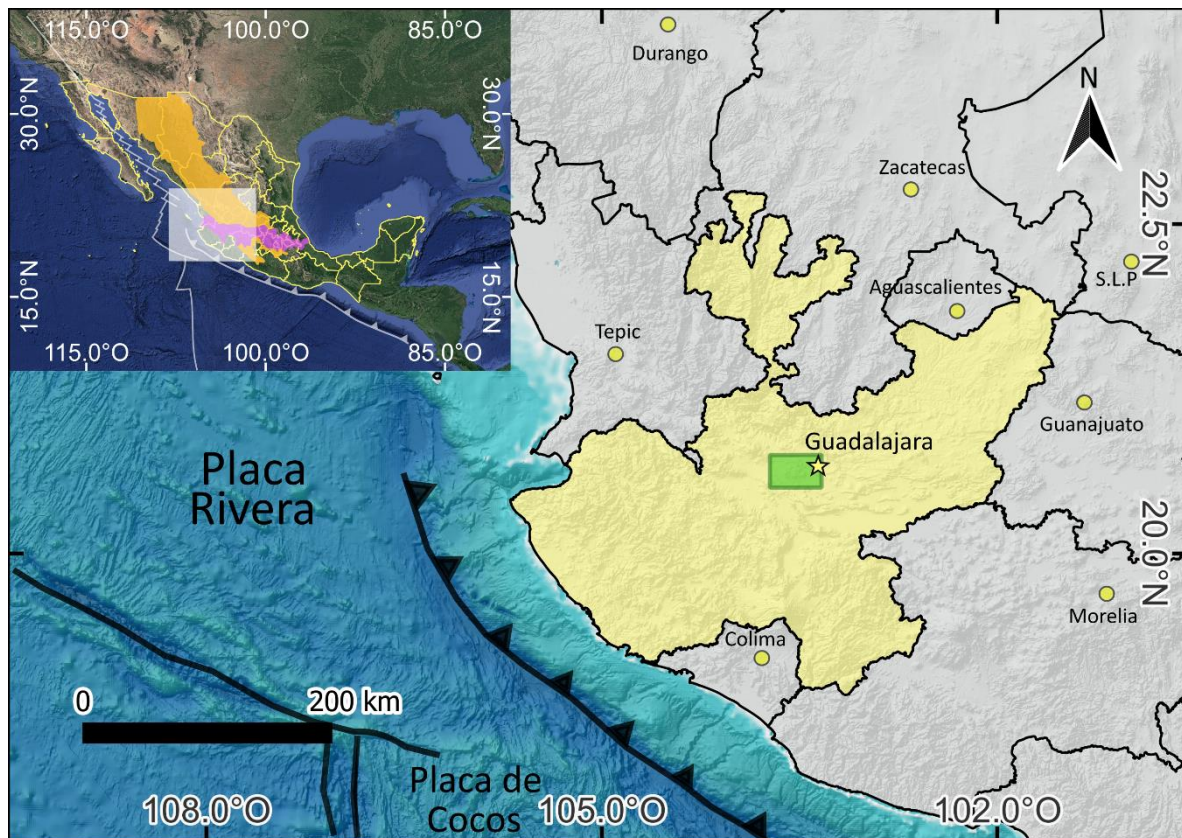 115.0°O
100.0°O
85.0°O
30.0°N
30.0°N
15.0°N
15.0°N
115.0°O
100.0°O
85.0°O
Durango
N
Zacatecas
22.5°N
S.L.P
Aguascalientes
Tepic
Guanajuato
Guadalajara
Placa
Rivera
20.0°N
Morelia
Colima
0
200 km
Placa de
Cocos
108.0°O
105.0°O
102.0°O